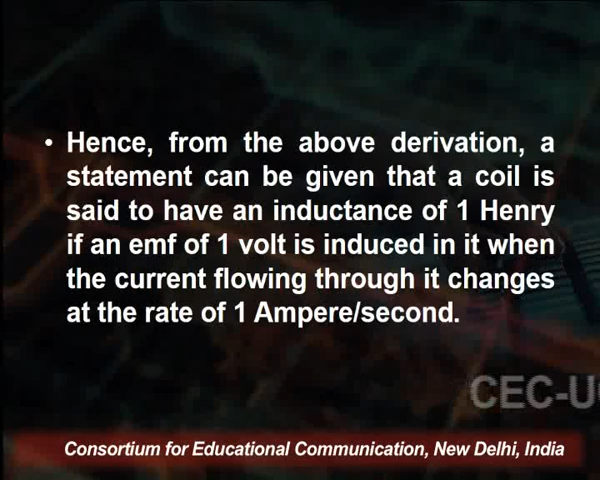 • Hence, from the above derivation, a
statement can be given that a coil is
said to have an inductance of 1 Henry
if an emf of 1 volt is induced in it when
the current flowing through it changes
at the rate of 1 Ampere/second.
CEC-U
Consortium for Educational Communication, New Delhi, India